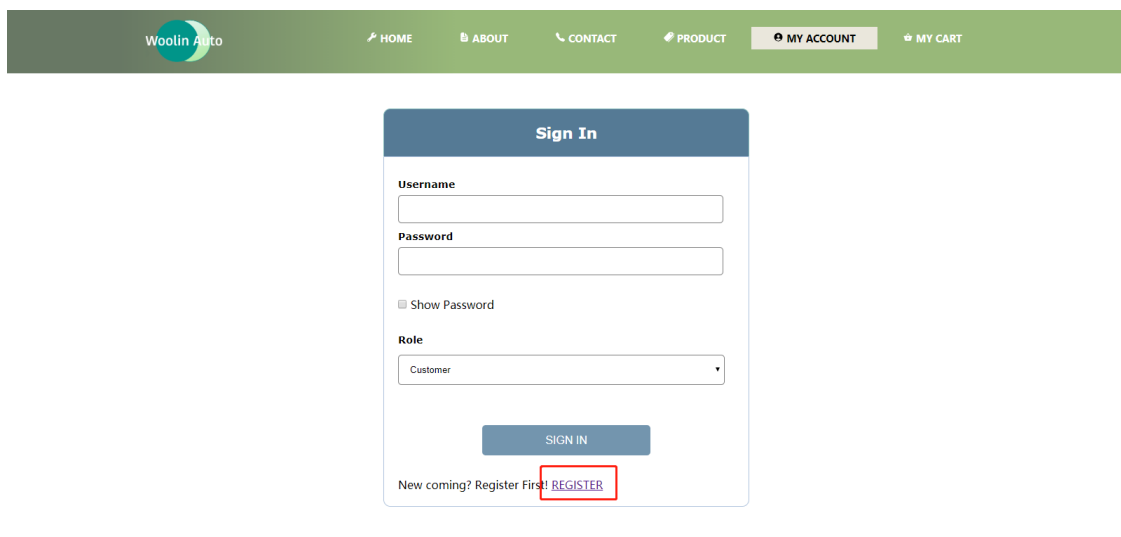 Woolin Auto
HOME ABOUT CONTACT PRODUCT MY ACCOUNT MY CART
Sign In
Username
Password
Show Password
Role
Customer
SIGN IN
New coming? Register First! REGISTER